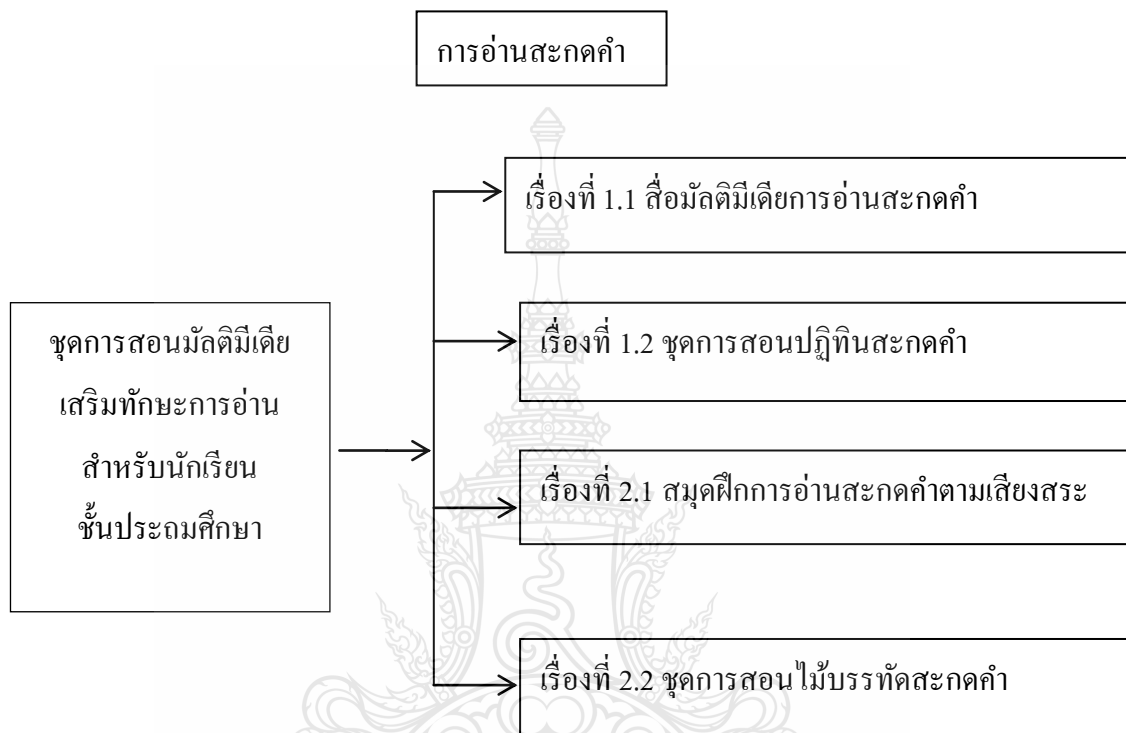 การอ่านสะกดคำ
เรื่องที่ 1.1 สื่อมัลติมีเดียการอ่านสะกดคำ
เรื่องที่ 1.2 ชุดการสอนปฏิทินสะกดคำ
ชุดการสอนมัลติมีเดีย
เสริมทักษะการอ่าน
สำหรับนักเรียน
ชั้นประถมศึกษา
เรื่องที่ 2.1 สมุดฝึกการอ่านสะกดคำตามเสียงสระ
เรื่องที่ 2.2 ชุดการสอนไม้บรรทัดสะกดคำ